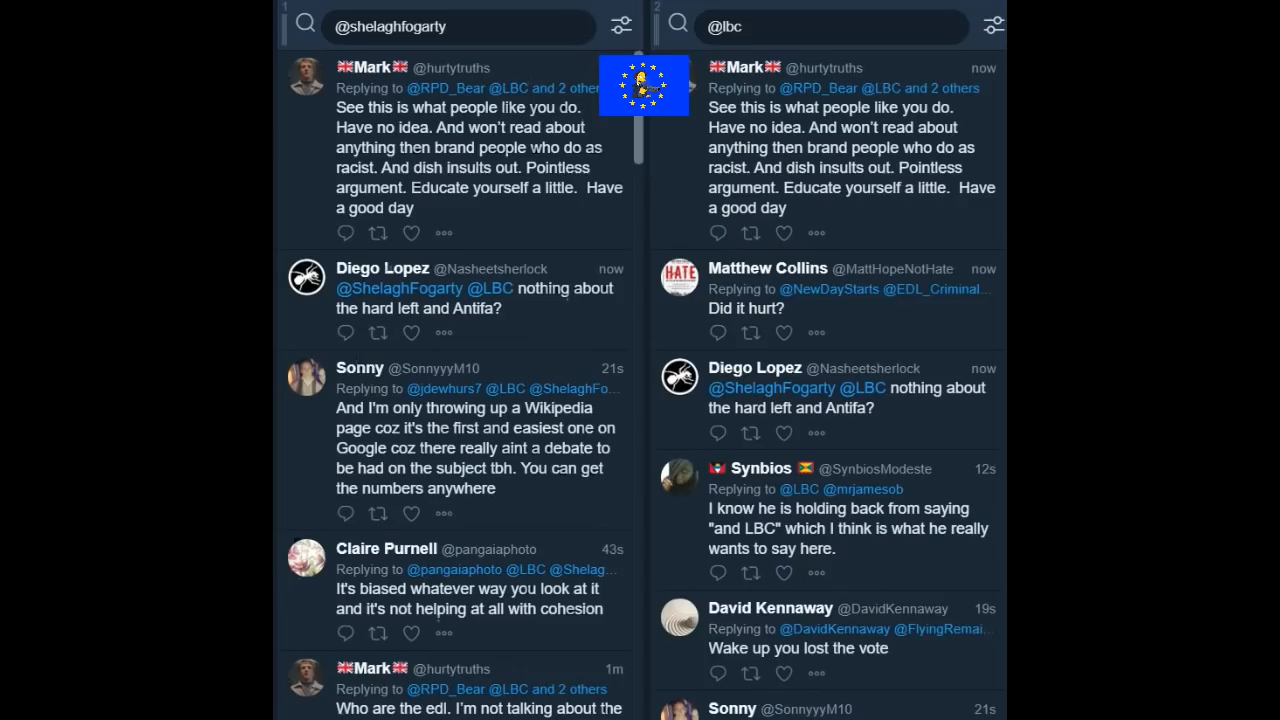 1
@shelaghfogarty
Mark @hurtytruths
Replying to @RPD_Bear @LBC and 2 other
See this is what people like you do.
Have no idea. And won't read about
anything then brand people who do as
racist. And dish insults out. Pointless
argument. Educate yourself a little.  Have
a good day
Diego Lopez @Nasheetsherlock now
@ShelaghFogarty @LBC nothing about
the hard left and Antifa?
Sonny @SonnyyyM10 21s
Replying to @jdewhurs7 @LBC @ShelaghFo...
And I'm only throwing up a Wikipedia
page coz it's the first and easiest one on
Google coz there really aint a debate to
be had on the subject tbh. You can get
the numbers anywhere
Claire Purnell @pangaiaphoto 43s
Replying to @pangaiaphoto @LBC @Shelag...
It's biased whatever way you look at it
and it's not helping at all with cohesion
Mark @hurtytruths 1m
Replying to @RPD_Bear @LBC and 2 others
Who are the edl. I'm not talking about the
2
@lbc
Mark @hurtytruths now
Replying to @RPD_Bear @LBC and 2 others
See this is what people like you do.
Have no idea. And won't read about
anything then brand people who do as
racist. And dish insults out. Pointless
argument. Educate yourself a little.  Have
a good day
HATE
Matthew Collins @MattHopeNotHate now
Replying to @NewDayStarts @EDL_Criminal...
Did it hurt?
Diego Lopez @Nasheetsherlock now
@ShelaghFogarty @LBC nothing about
the hard left and Antifa?
Synbios @SynbiosModeste 12s
Replying to @LBC @mrjamesob
I know he is holding back from saying
"and LBC" which I think is what he really
wants to say here.
David Kennaway @DavidKennaway 19s
Replying to @DavidKennaway @FlyingRemai...
Wake up you lost the vote
Sonny @SonnyyyM10 21s